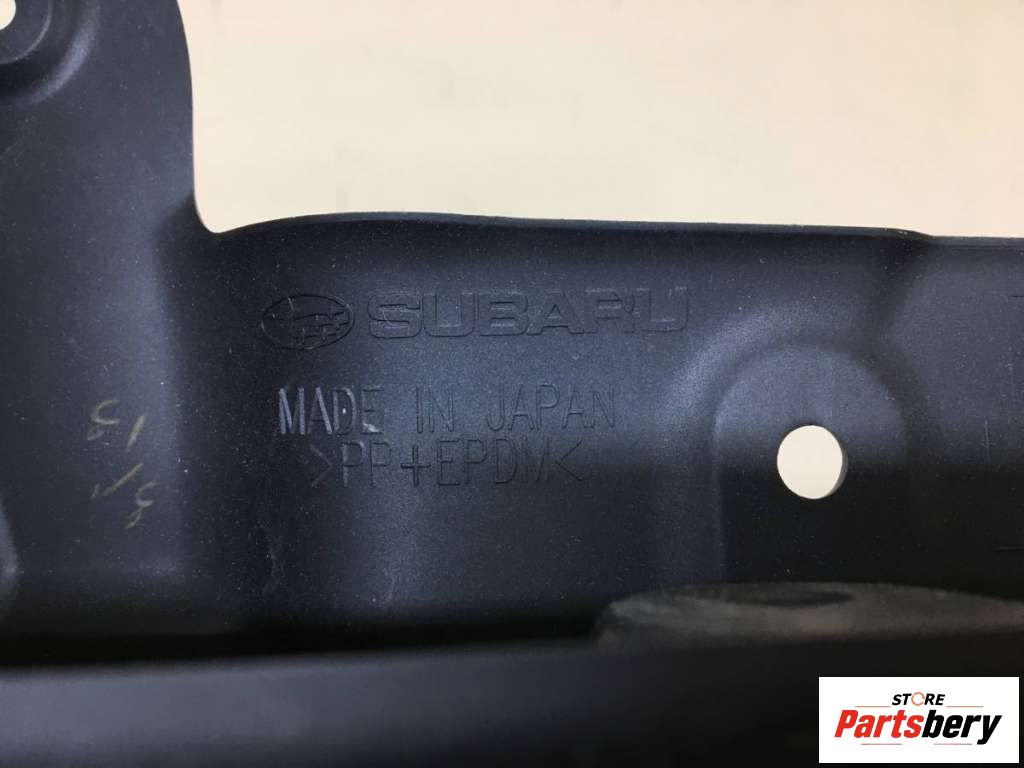 SUBARU
MADE IN JAPAN
>PP+EPDM<
STORE
Partsbery